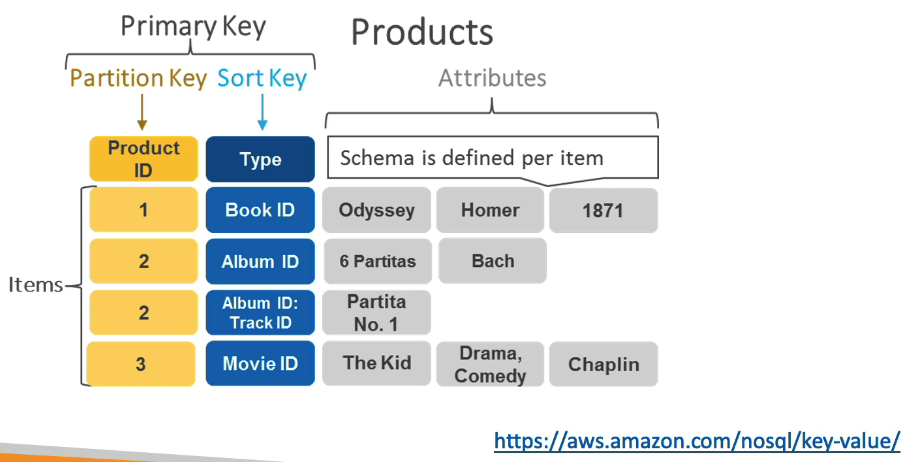 Primary Key
Products
Partition Key Sort Key
Attributes
Product
ID
Type
Schema is defined per item
1
Book ID
Odyssey
Homer
1871
Items
2
Album ID
6 Partitas
Bach
2
Album ID:
Track ID
Partita
No. 1
3
Movie ID
The Kid
Drama,
Comedy
Chaplin
https://aws.amazon.com/nosql/key-value/